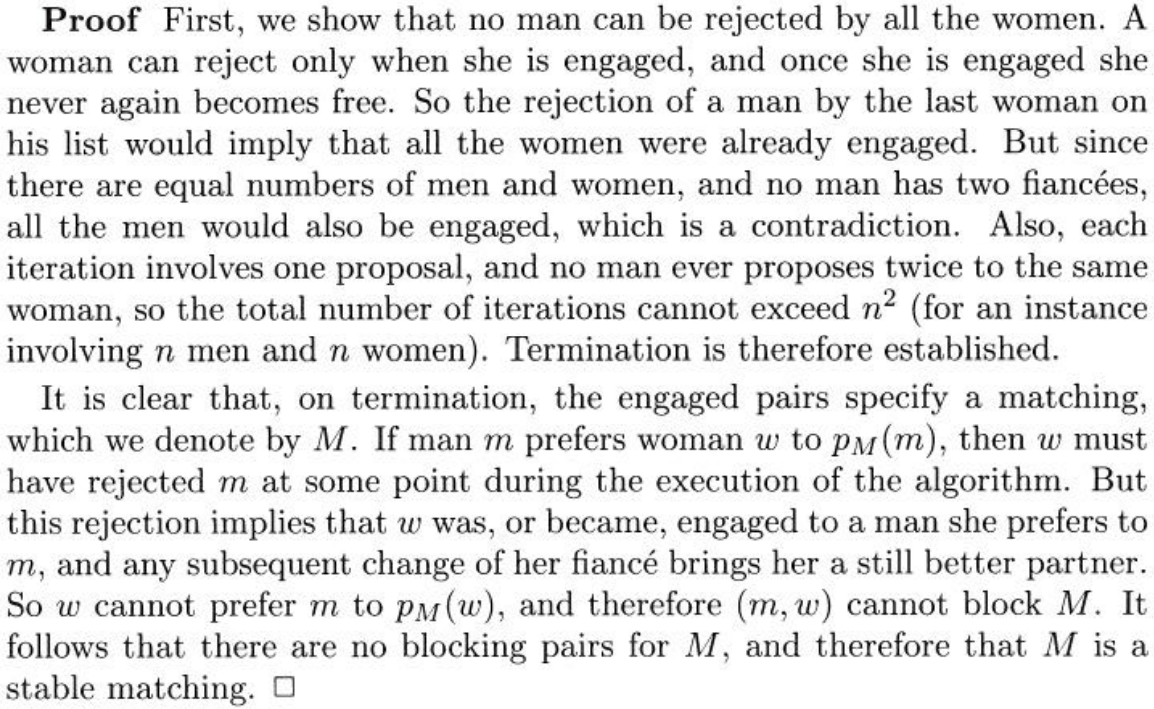 Proof First, we show that no man can be rejected by all the women. A
woman can reject only when she is engaged, and once she is engaged she
never again becomes free. So the rejection of a man by the last woman on
his list would imply that all the women were already engaged. But since
there are equal numbers of men and women, and no man has two fiancées,
all the men would also be engaged, which is a contradiction. Also, each
iteration involves one proposal, and no man ever proposes twice to the same
woman, so the total number of iterations cannot exceed n² (for an instance
involving n men and n women). Termination is therefore established.
It is clear that, on termination, the engaged pairs specify a matching,
which we denote by M. If man m prefers woman w to p_M(m), then w must
have rejected m at some point during the execution of the algorithm. But
this rejection implies that w was, or became, engaged to a man she prefers to
m, and any subsequent change of her fiancé brings her a still better partner.
So w cannot prefer m to p_M(w), and therefore (m, w) cannot block M. It
follows that there are no blocking pairs for M, and therefore that M is a
stable matching. □